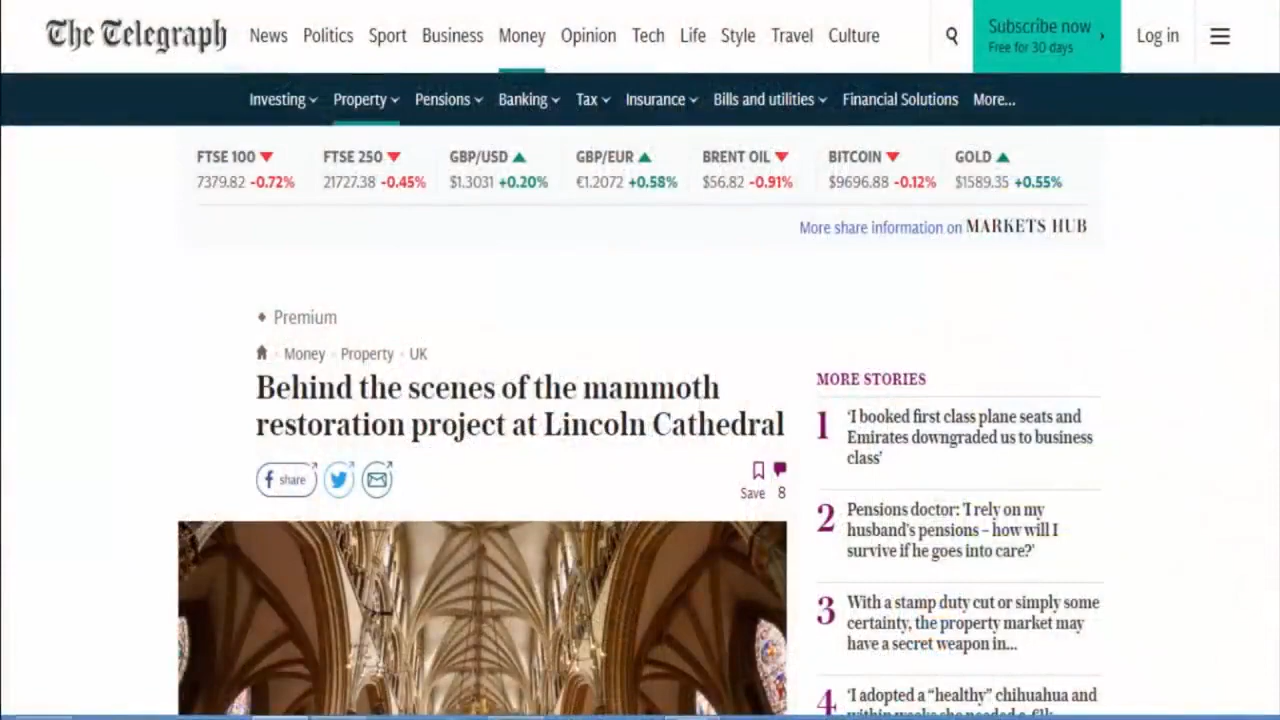 The Telegraph
News Politics Sport Business Money Opinion Tech Life Style Travel Culture
Subscribe now
Free for 30 days
Log in
Investing Property Pensions Banking Tax Insurance Bills and utilities Financial Solutions More...
FTSE 100 FTSE 250 GBP/USD GBP/EUR BRENT OIL BITCOIN GOLD
7379.82 -0.72% 21727.38 -0.45% $1.3031 +0.20% €1.2072 +0.58% $56.82 -0.91% $9696.88 -0.12% $1589.35 +0.55%
More share information on MARKETS HUB
Premium
Money Property UK
Behind the scenes of the mammoth
restoration project at Lincoln Cathedral
share
Save 8
MORE STORIES
1 'I booked first class plane seats and
Emirates downgraded us to business
class'
2 Pensions doctor: 'I rely on my
husband's pensions – how will I
survive if he goes into care?'
3 With a stamp duty cut or simply some
certainty, the property market may
have a secret weapon in...
4 'I adopted a "healthy" chihuahua and